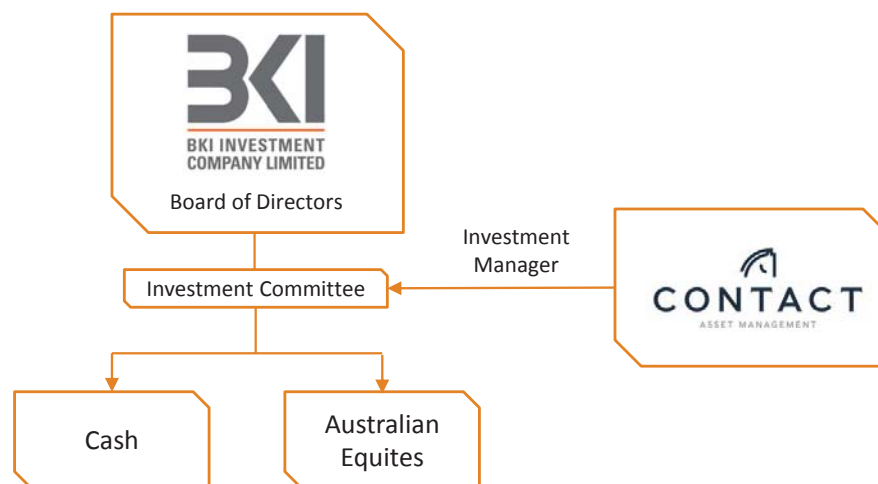 BKI
BKI INVESTMENT
COMPANY LIMITED
Board of Directors
Investment
Manager
Investment Committee
CONTACT
ASSET MANAGEMENT
Cash
Australian
Equites